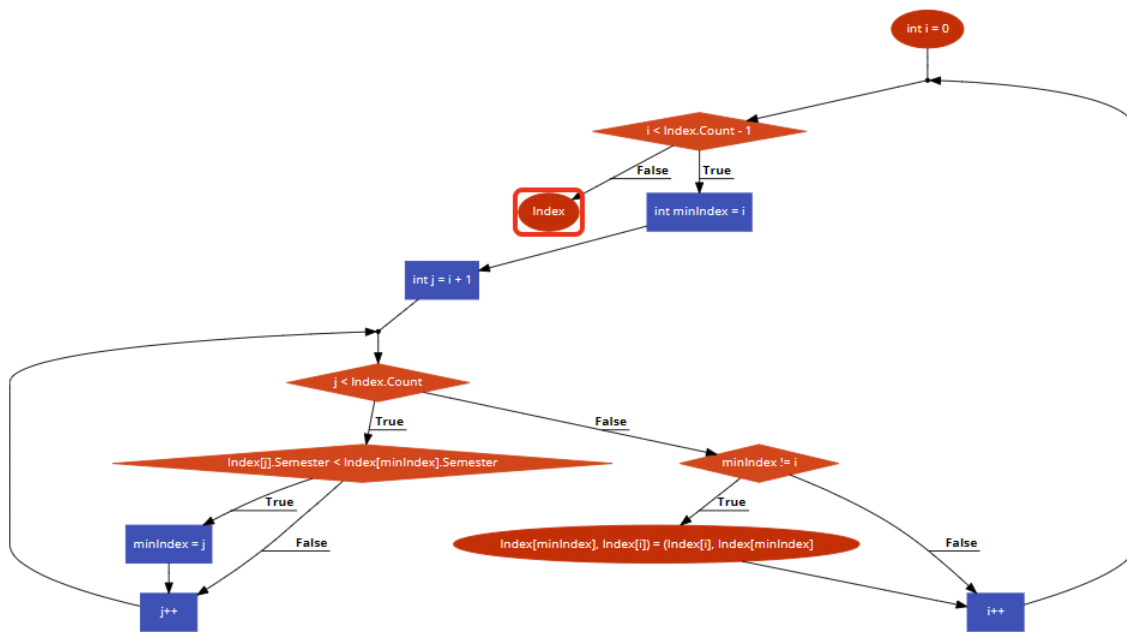 int i = 0
i < Index.Count - 1
False
True
Index
int minIndex = i
int j = i + 1
j < Index.Count
True
False
Index[j].Semester < Index[minIndex].Semester
minIndex != i
True
False
True
False
minIndex = j
Index[minIndex], Index[i]) = (Index[i], Index[minIndex]
j++
i++